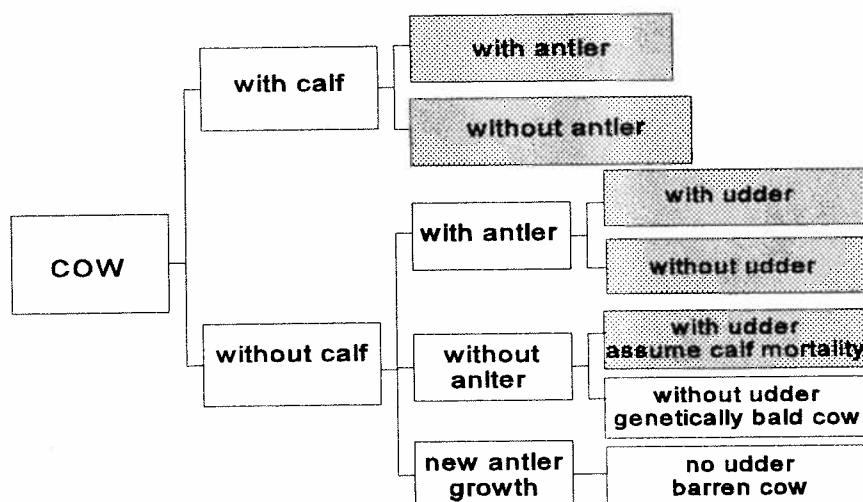 COW
with calf
with antler
without antler
without calf
with antler
with udder
without udder
without
anlter
with udder
assume calf mortality
without udder
genetically bald cow
new antler
growth
no udder
barren cow